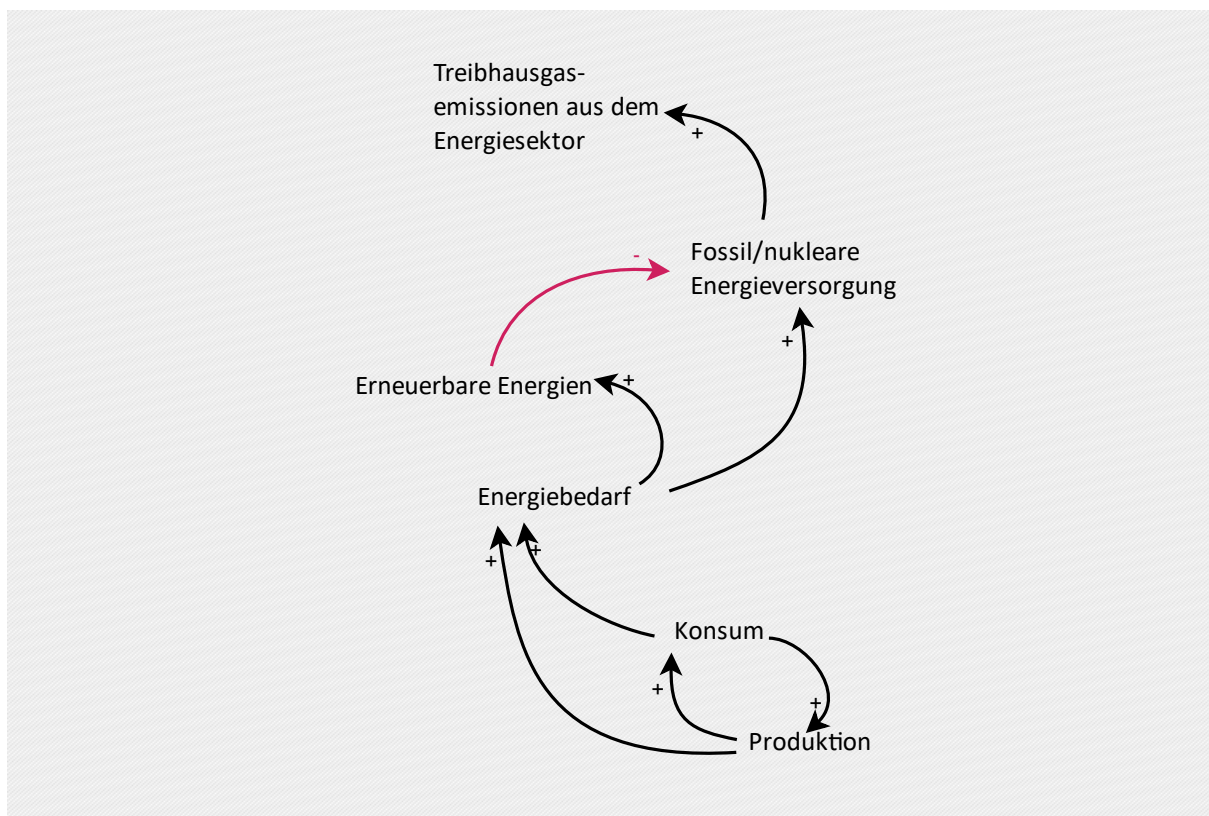 Treibhausgas-
emissionen aus dem
Energiesektor
+
Fossil/nukleare
Energieversorgung
-
+
Erneuerbare Energien
+
Energiebedarf
+
+
Konsum
+
+
Produktion